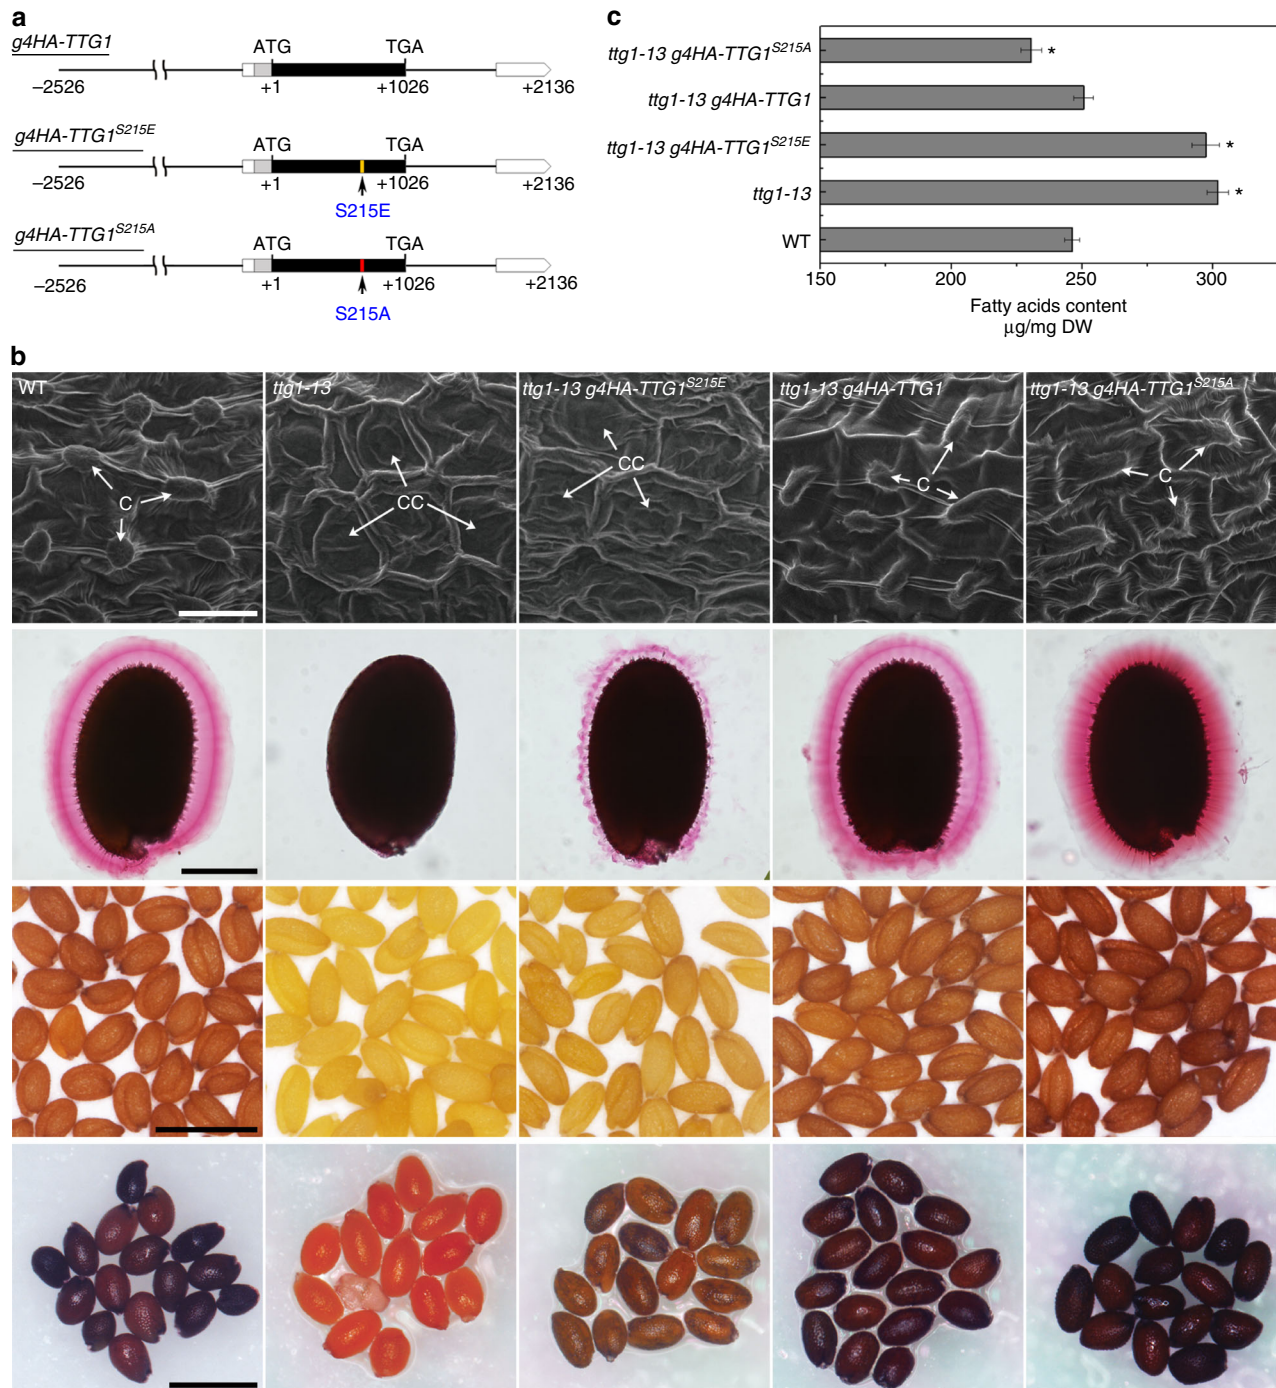 a
g4HA-TTG1
ATG TGA
–2526 +1 +1026 +2136
g4HA-TTG1S215E
ATG TGA
–2526 +1 +1026 +2136
S215E
g4HA-TTG1S215A
ATG TGA
–2526 +1 +1026 +2136
S215A
c
ttg1-13 g4HA-TTG1S215A *
ttg1-13 g4HA-TTG1
ttg1-13 g4HA-TTG1S215E *
ttg1-13 *
WT
150 200 250 300
Fatty acids content
μg/mg DW
b
WT
C
ttg1-13
CC
ttg1-13 g4HA-TTG1S215E
CC
ttg1-13 g4HA-TTG1
C
ttg1-13 g4HA-TTG1S215A
C